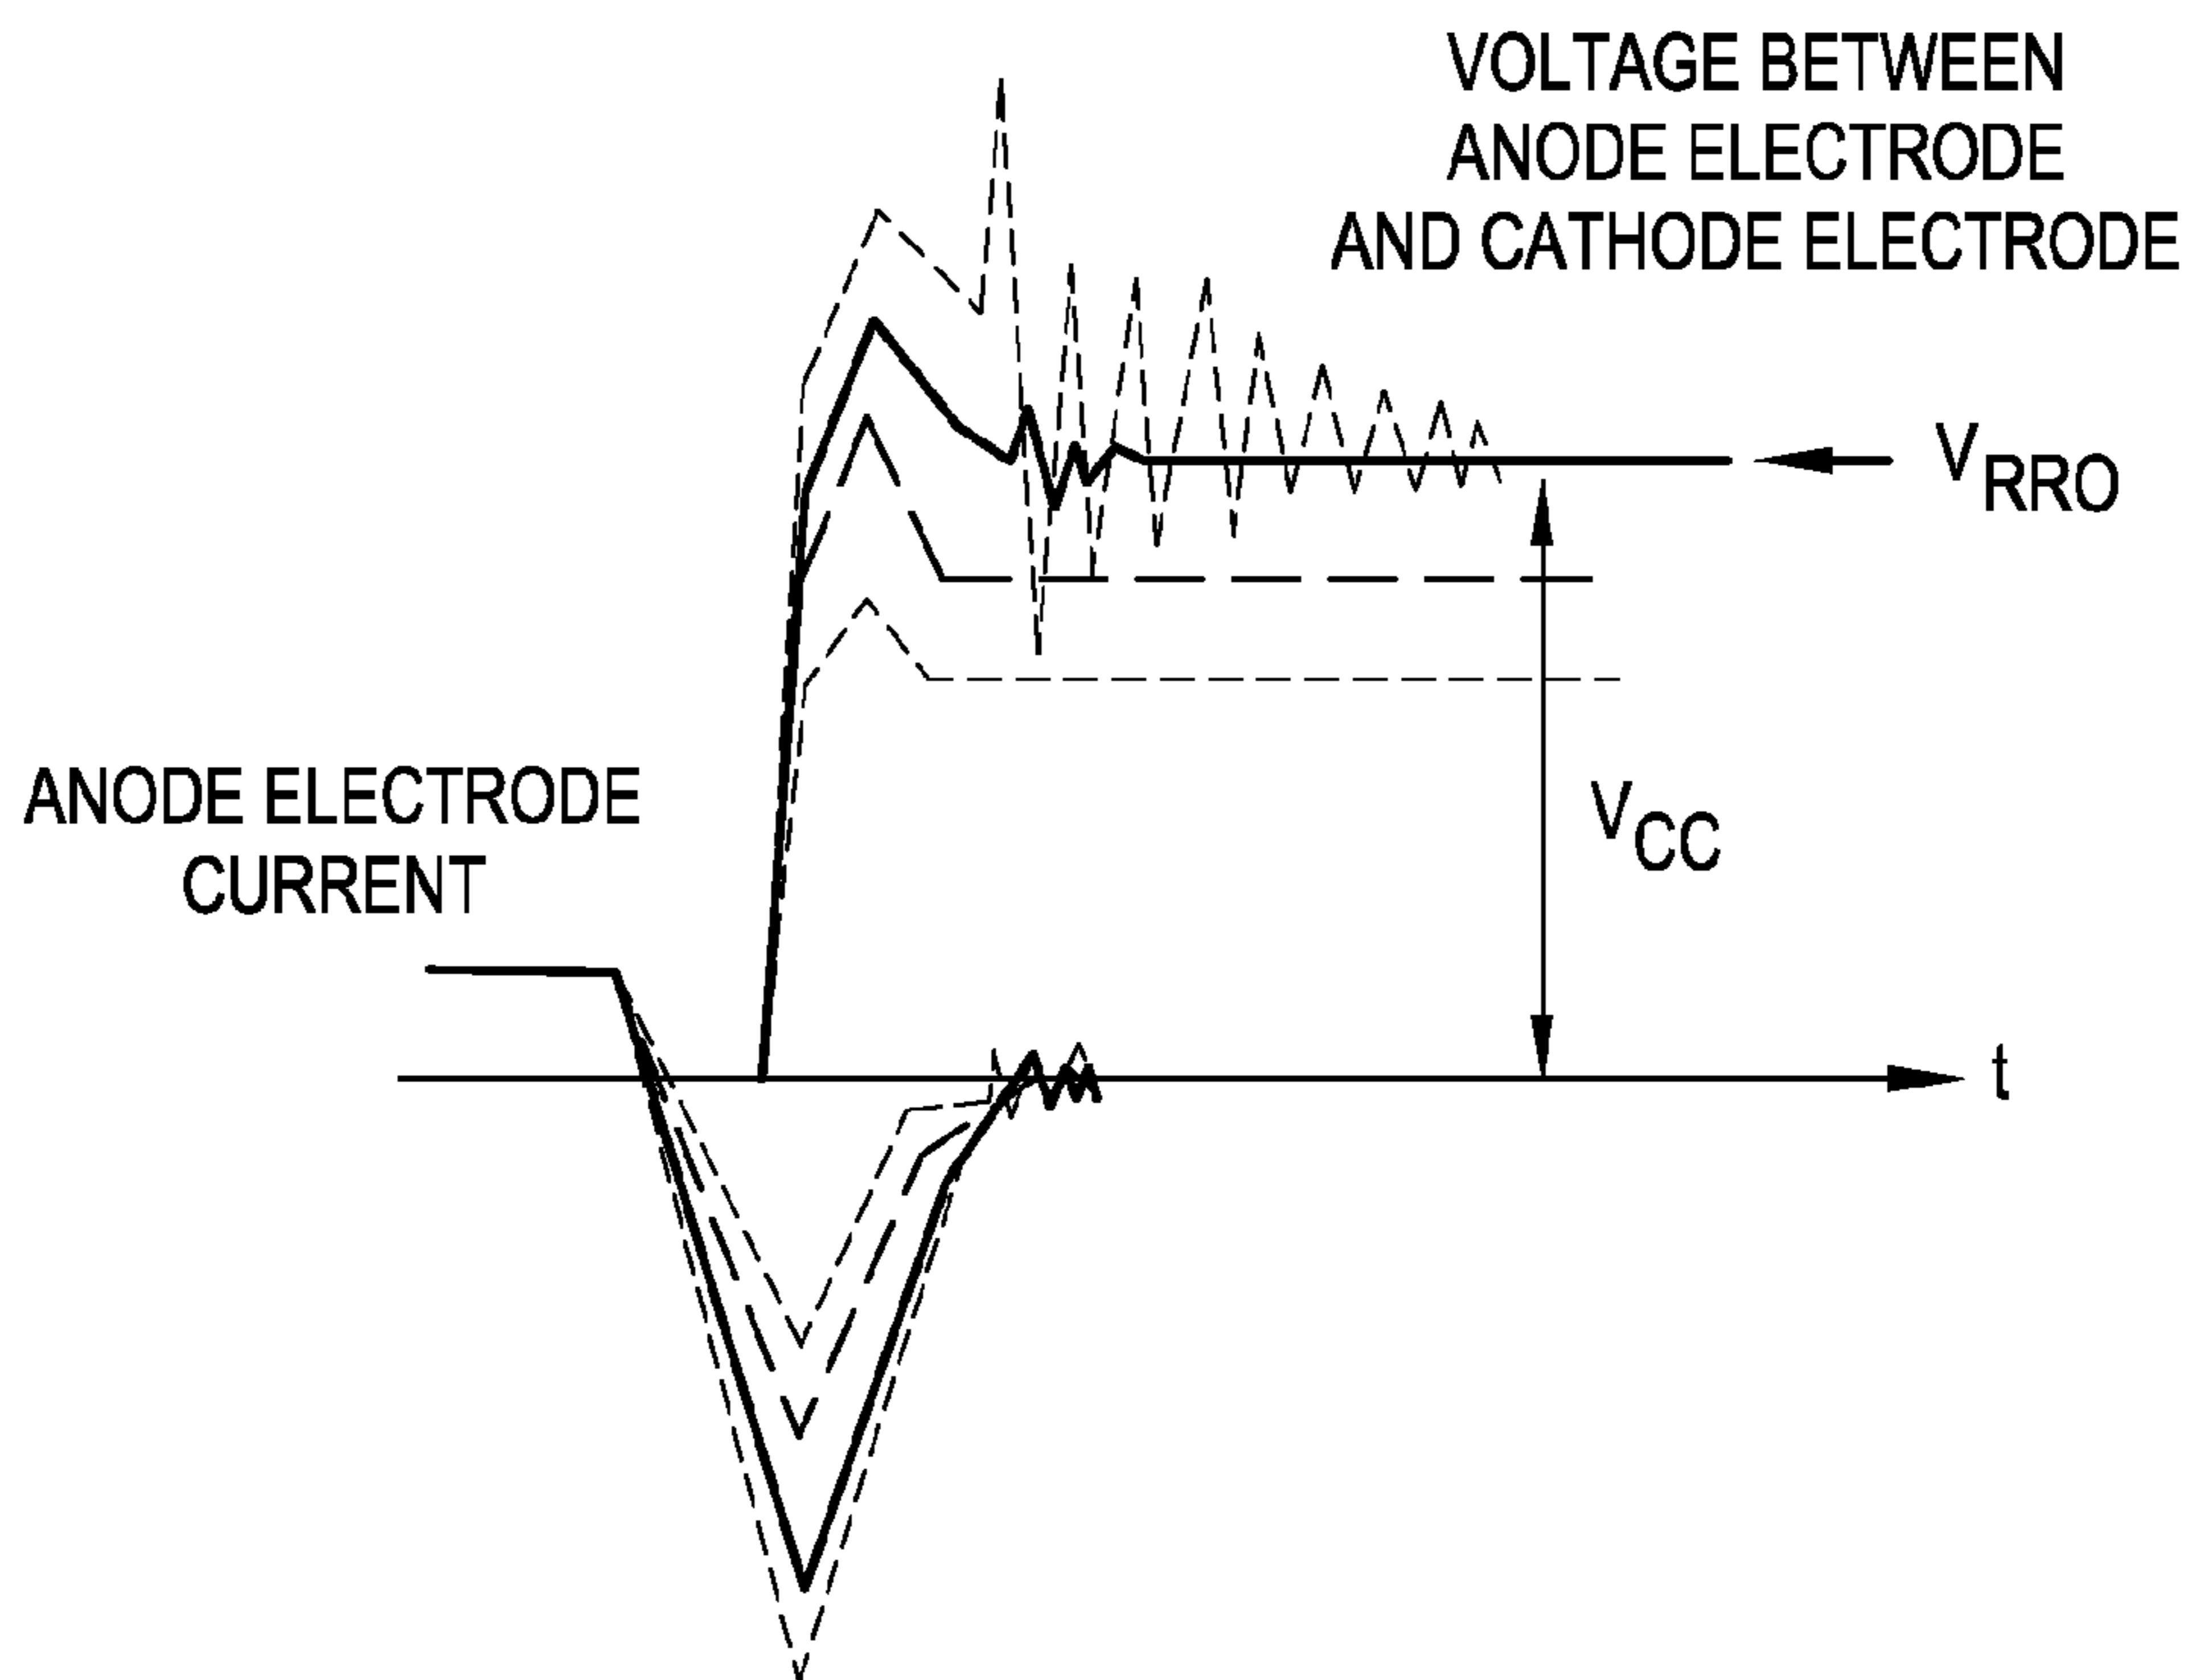 VOLTAGE BETWEEN
ANODE ELECTRODE
AND CATHODE ELECTRODE
VRRO
ANODE ELECTRODE
CURRENT
VCC
t